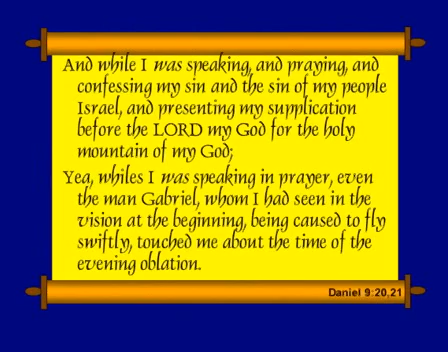 And while I was speaking, and praying, and
confessing my sin and the sin of my people
Israel, and presenting my supplication
before the LORD my God for the holy
mountain of my God;
Yea, whiles I was speaking in prayer, even
the man Gabriel, whom I had seen in the
vision at the beginning, being caused to fly
swiftly, touched me about the time of the
evening oblation.
Daniel 9:20,21